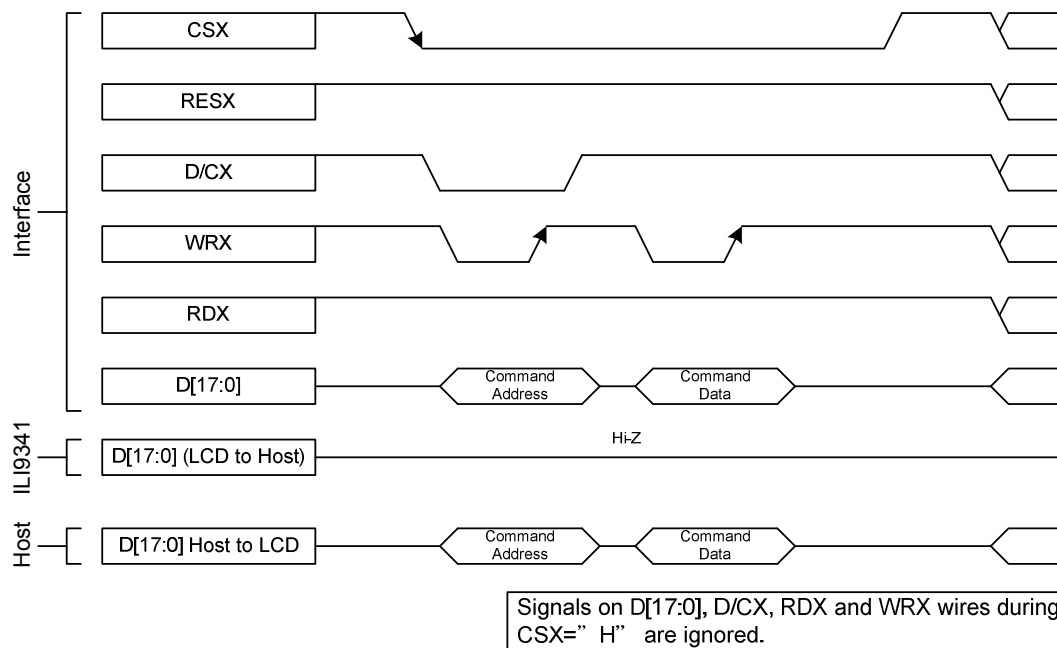 Interface
CSX
RESX
D/CX
WRX
RDX
D[17:0]
Command
Address
Command
Data
ILI9341
D[17:0] (LCD to Host)
Hi-Z
Host
D[17:0] Host to LCD
Command
Address
Command
Data
Signals on D[17:0], D/CX, RDX and WRX wires during
CSX=” H” are ignored.